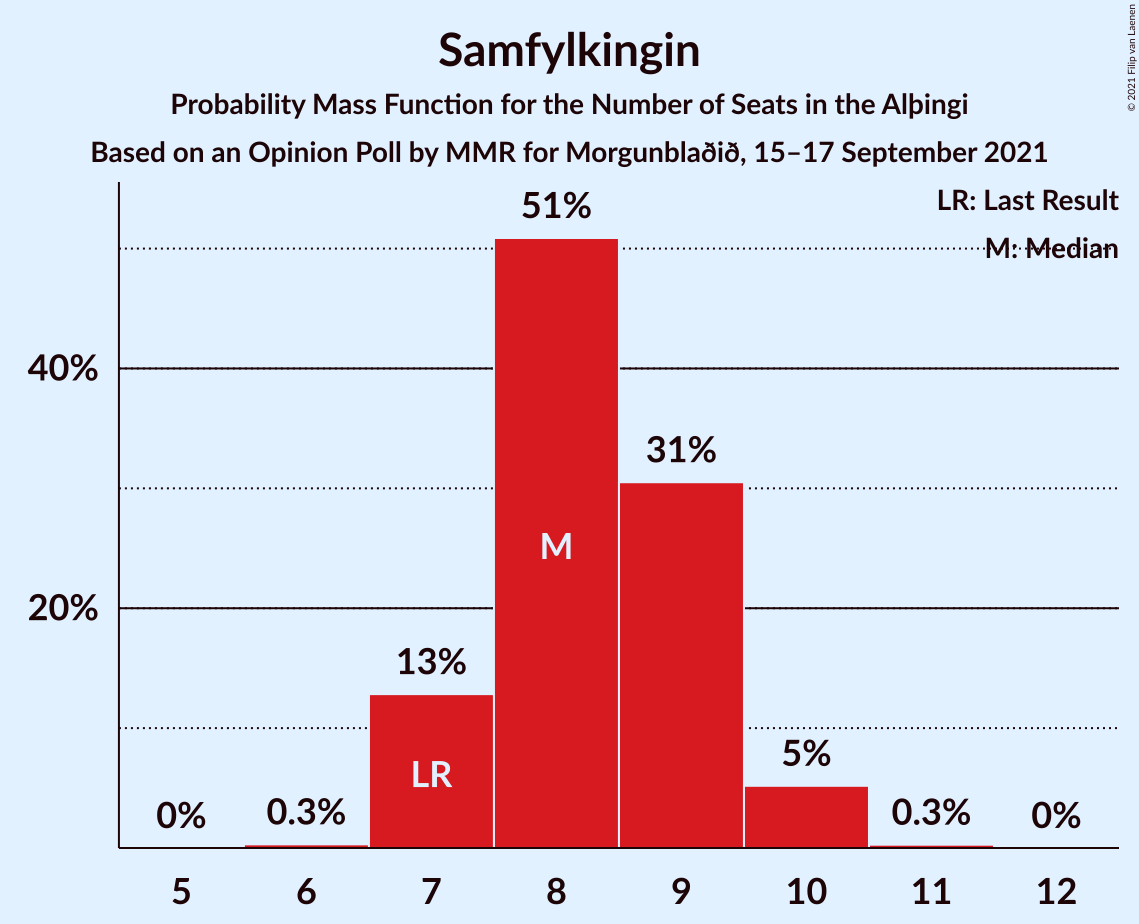 Samfylkingin
Probability Mass Function for the Number of Seats in the Alþingi
Based on an Opinion Poll by MMR for Morgunblaðið, 15–17 September 2021
© 2021 Filip van Laenen
LR: Last Result
M: Median
51%
40%
31%
M
20%
13%
LR
5%
0%
0.3%
0.3%
0%
5 6 7 8 9 10 11 12